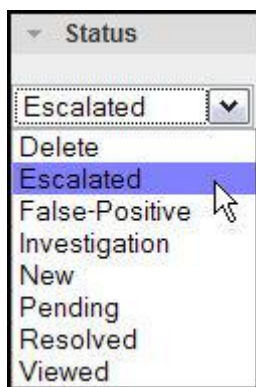 Status
Escalated
Delete
Escalated
False-Positive
Investigation
New
Pending
Resolved
Viewed